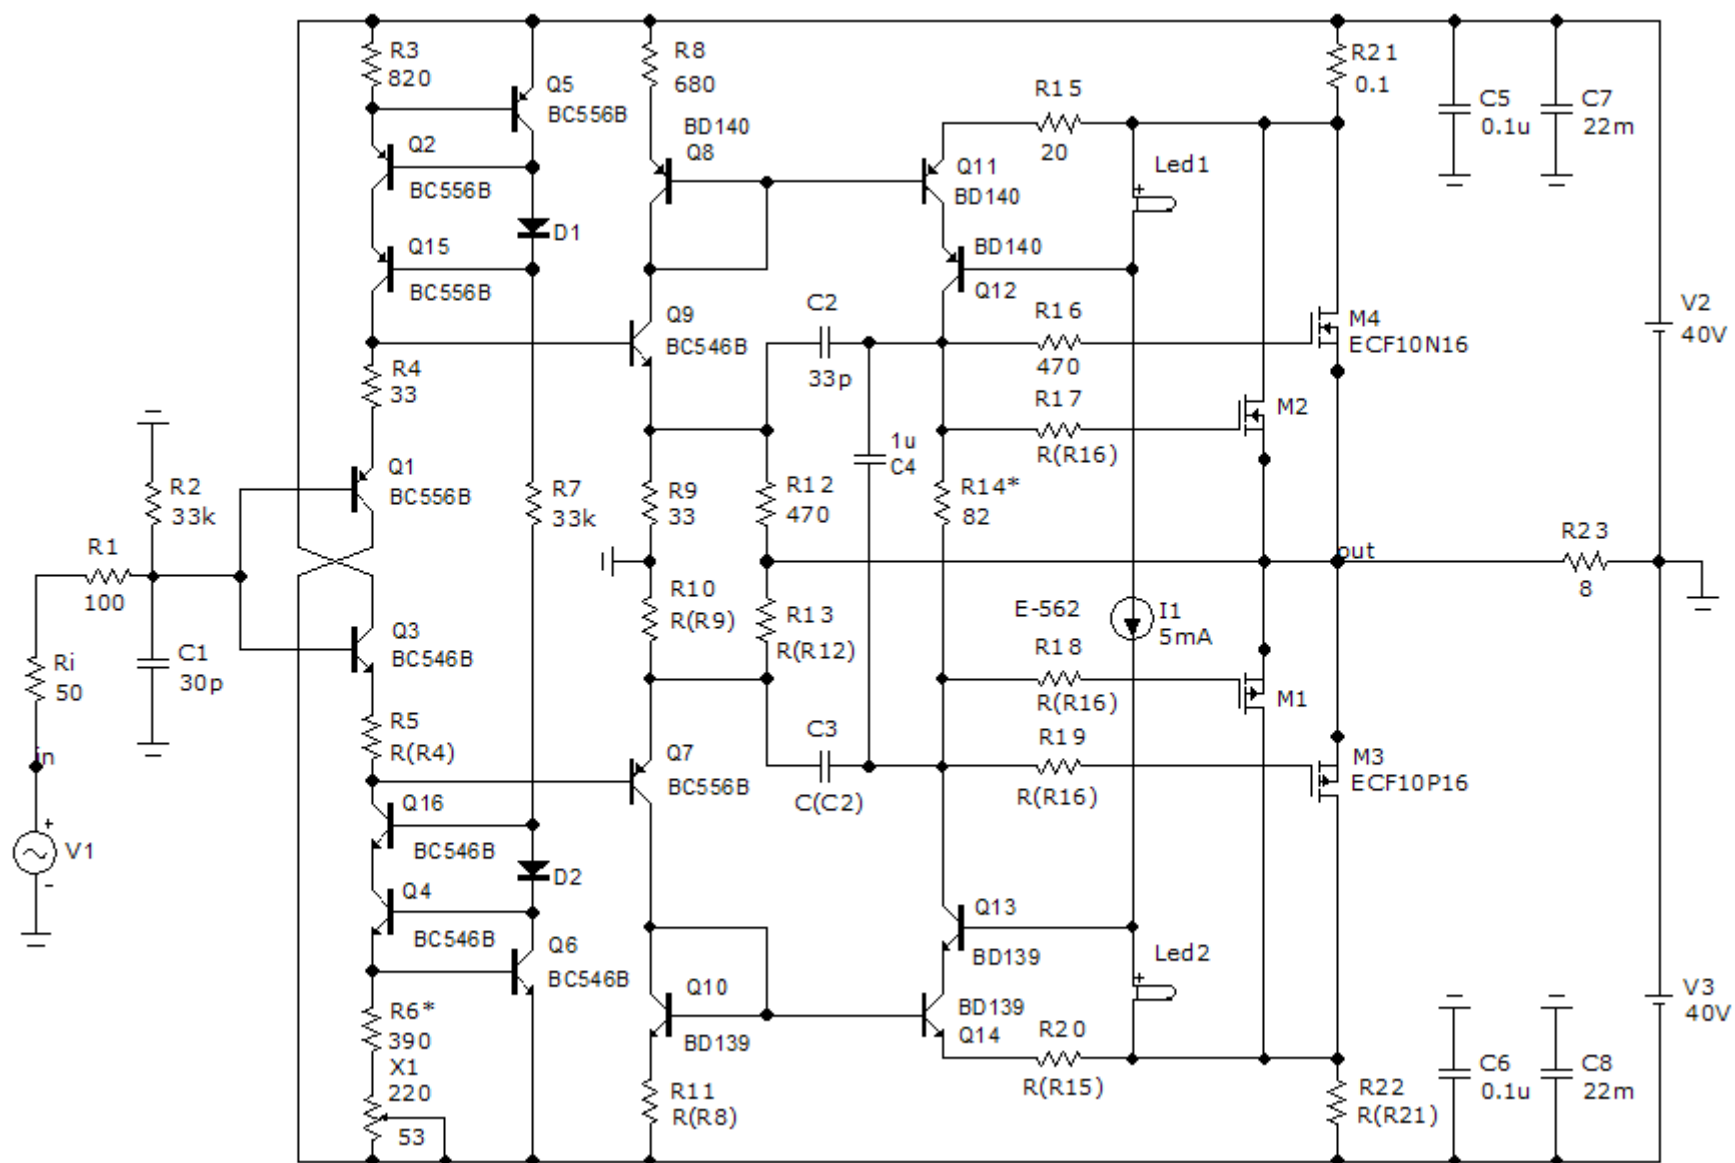 R3
820
Q5
BC556B
Q2
BC556B
D1
Q15
BC556B
R4
33
Q1
BC556B
R2
33k
R1
100
Ri
50
in
V1
+
-
C1
30p
Q3
BC546B
R5
R(R4)
Q16
BC546B
Q4
BC546B
D2
Q6
BC546B
R6*
390
X1
220
53
R7
33k
R8
680
BD140
Q8
Q9
BC546B
R9
33
R10
R(R9)
Q7
BC556B
Q10
BD139
R11
R(R8)
C2
33p
R12
470
R13
R(R12)
C3
C(C2)
1u
C4
R14*
82
R15
20
Q11
BD140
BD140
Q12
Led1
+
R16
470
R17
R(R16)
E-562
I1
5mA
R18
R(R16)
R19
R(R16)
Q13
BD139
BD139
Q14
Led2
+
R20
R(R15)
R21
0.1
M4
ECF10N16
M2
out
M1
M3
ECF10P16
R22
R(R21)
C5
0.1u
C7
22m
R23
8
V2
40V
V3
40V
C6
0.1u
C8
22m